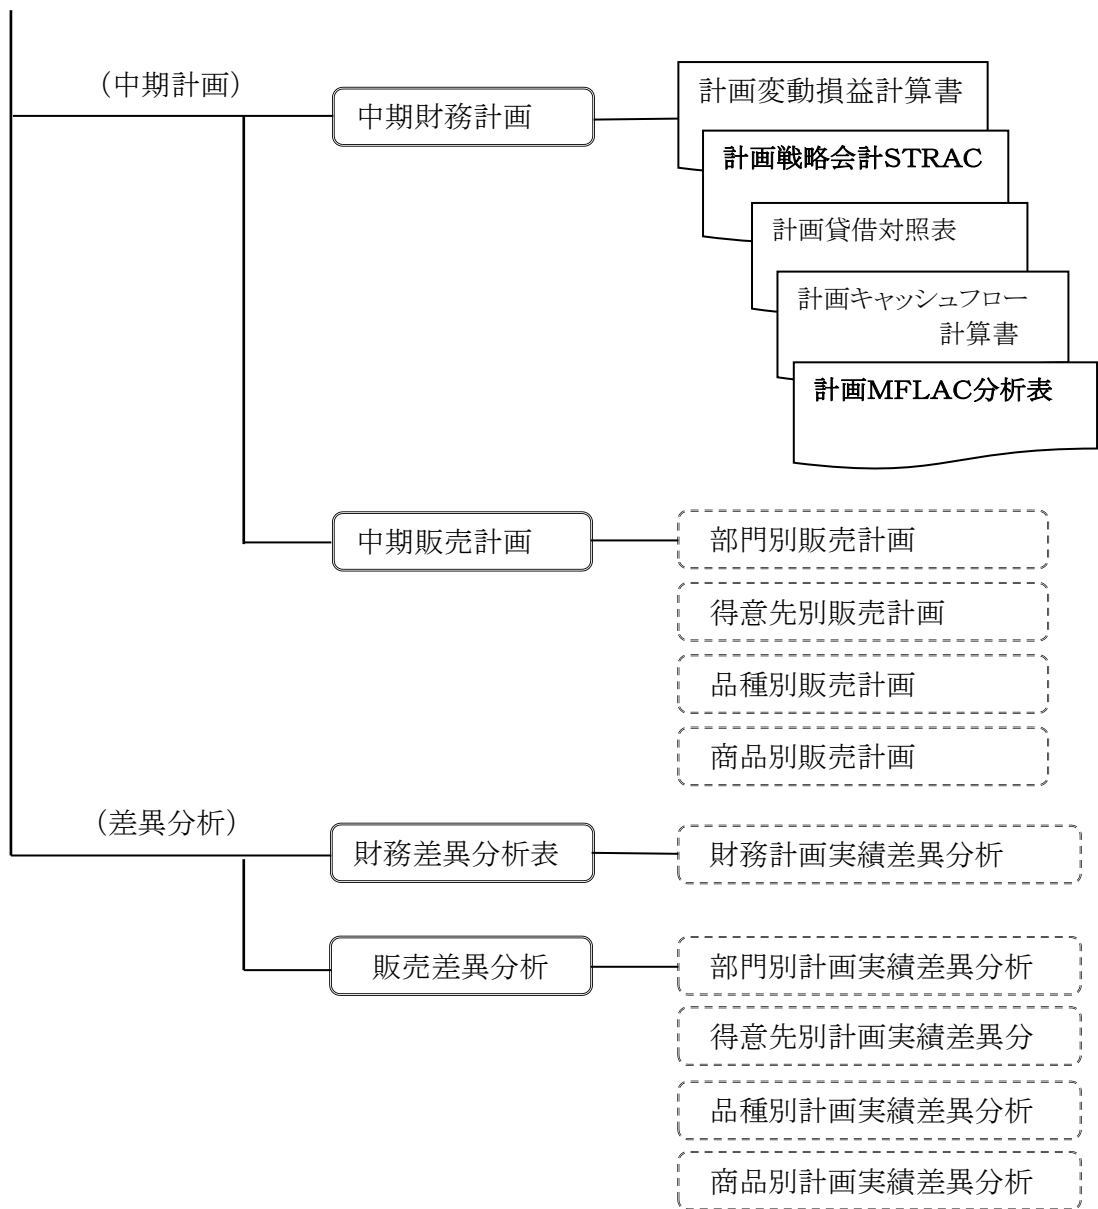 （中期計画）
中期財務計画
計画変動損益計算書
計画戦略会計STRAC
計画貸借対照表
計画キャッシュフロー
計算書
計画MFLAC分析表
中期販売計画
部門別販売計画
得意先別販売計画
品種別販売計画
商品別販売計画
（差異分析）
財務差異分析表
財務計画実績差異分析
販売差異分析
部門別計画実績差異分析
得意先別計画実績差異分
品種別計画実績差異分析
商品別計画実績差異分析